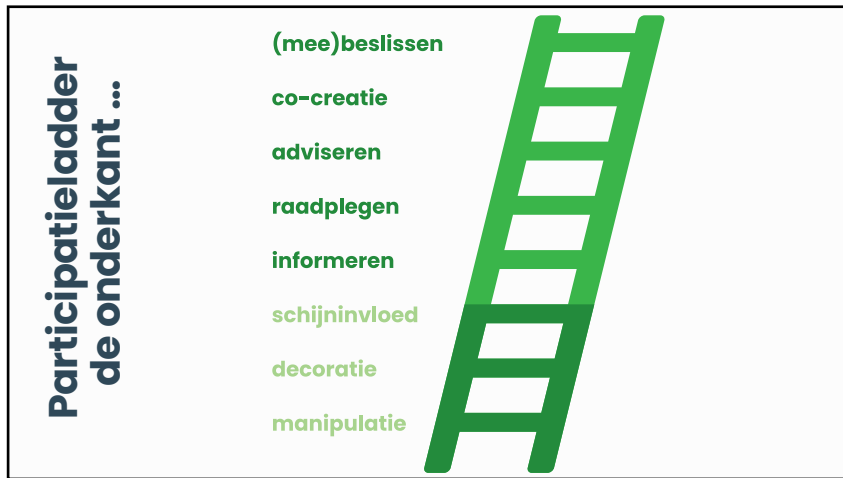 Participatieladder
de onderkant ...
(mee)beslissen
co-creatie
adviseren
raadplegen
informeren
schijninvloed
decoratie
manipulatie